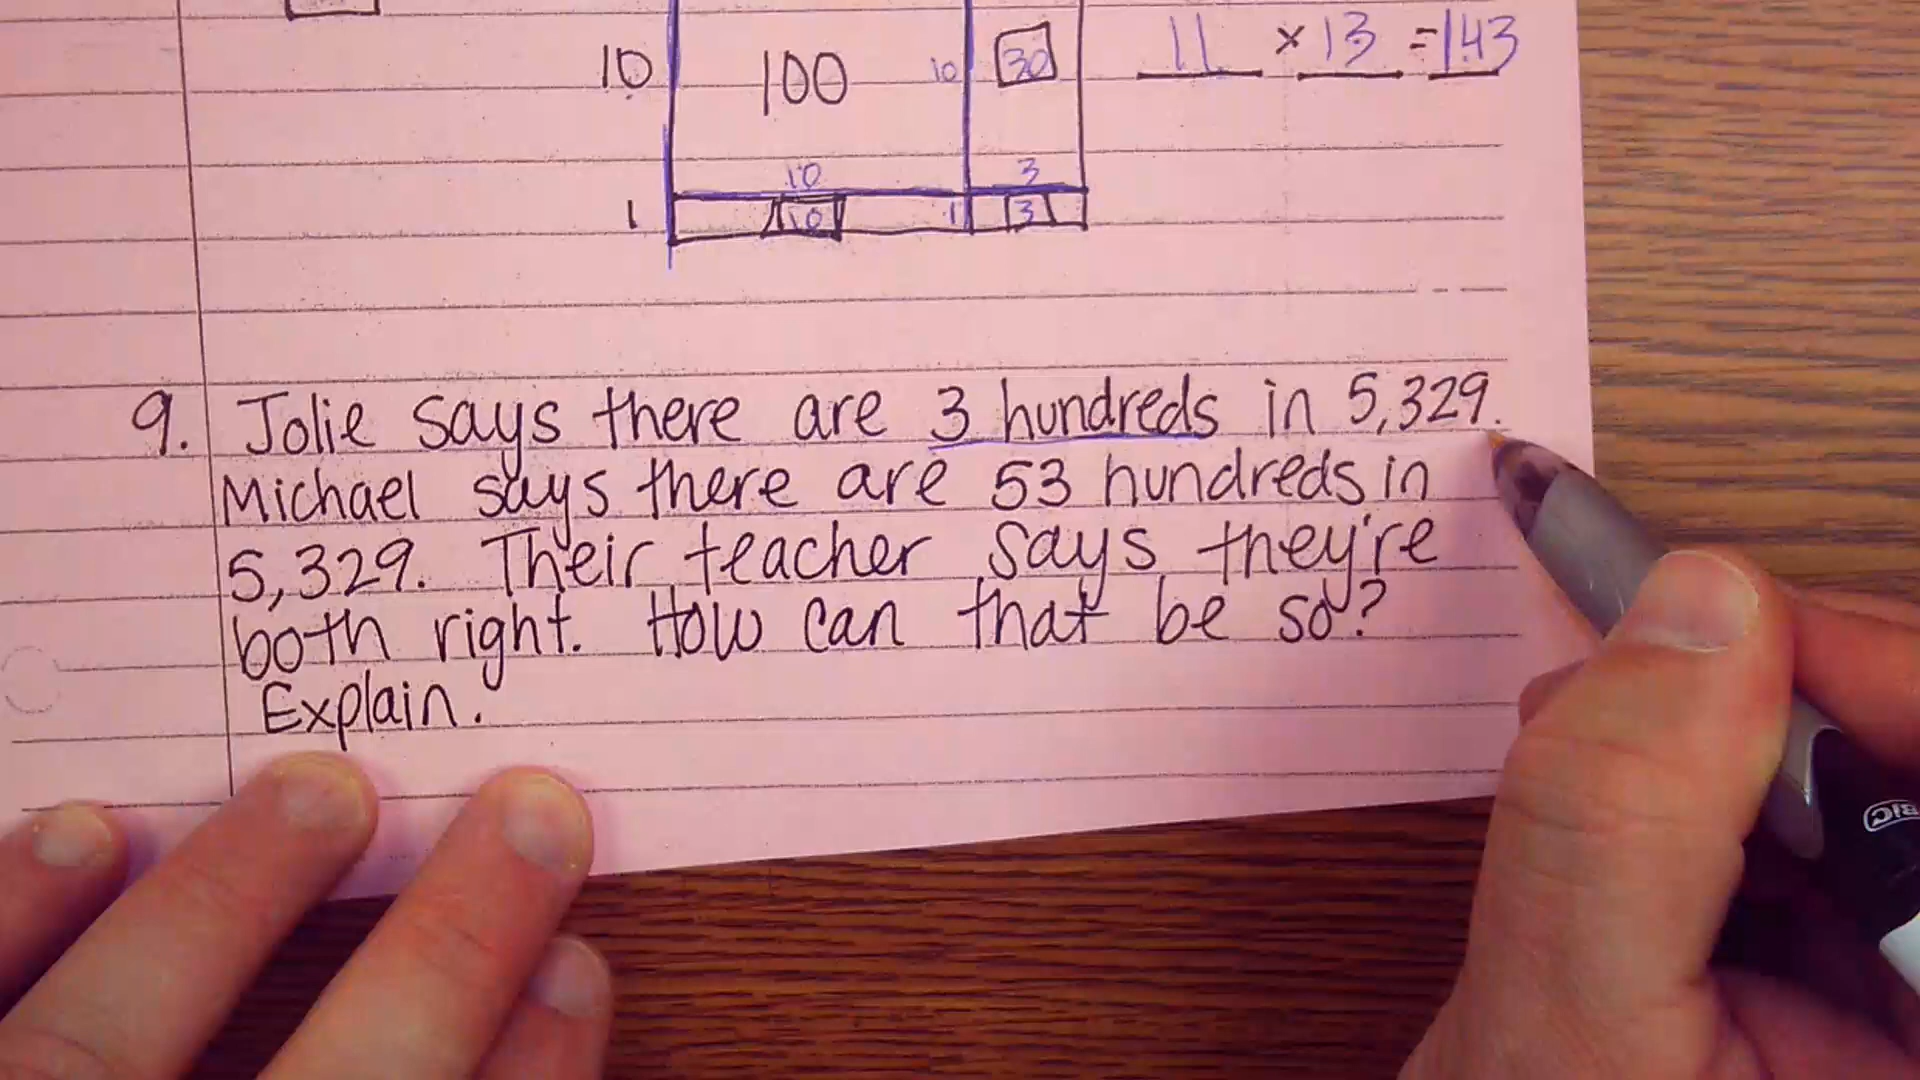 10 100 10 30 11 × 13 = 143
10 3
1 10 1 3
9. Jolie says there are 3 hundreds in 5,329.
Michael says there are 53 hundreds in
5,329. Their teacher says they're
both right. How can that be so?
Explain.
BIC